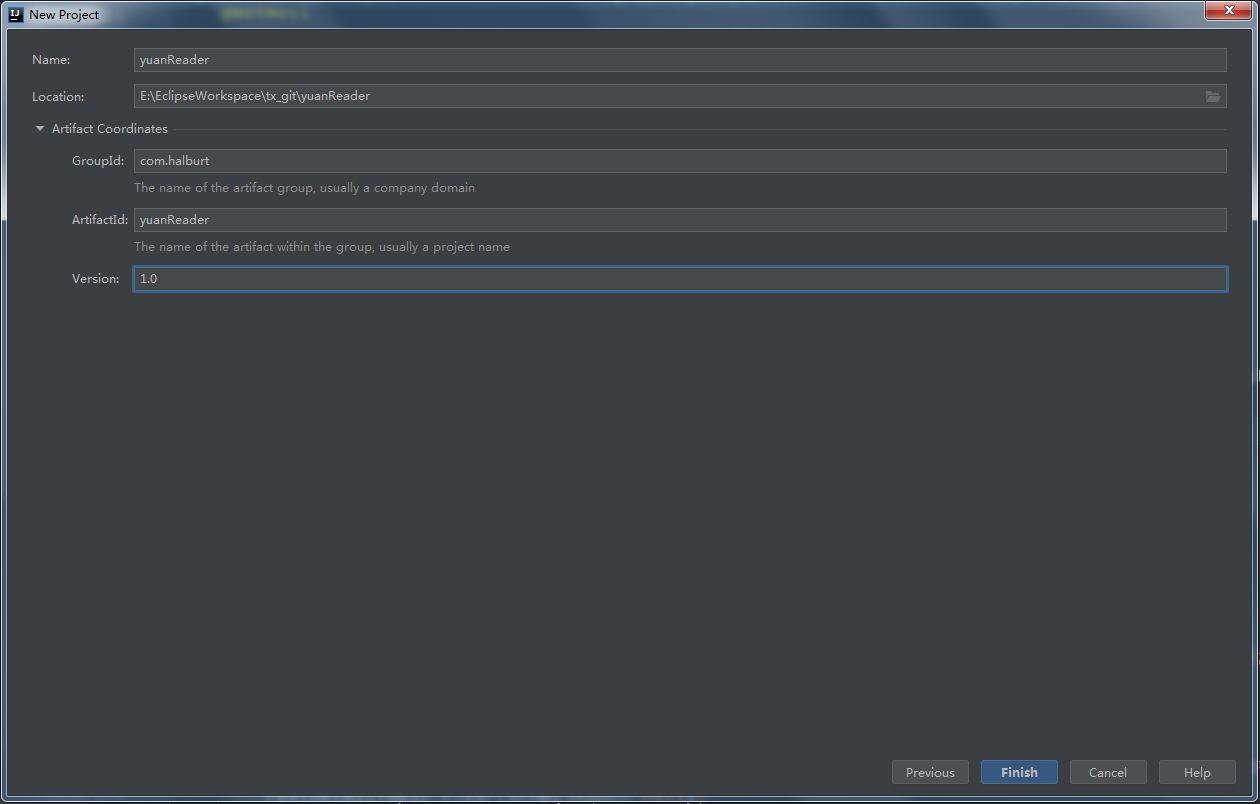 New Project
Name: yuanReader
Location: E:\EclipseWorkspace\tx_git\yuanReader
Artifact Coordinates
GroupId: com.halburt
The name of the artifact group, usually a company domain
ArtifactId: yuanReader
The name of the artifact within the group, usually a project name
Version: 1.0
Previous Finish Cancel Help